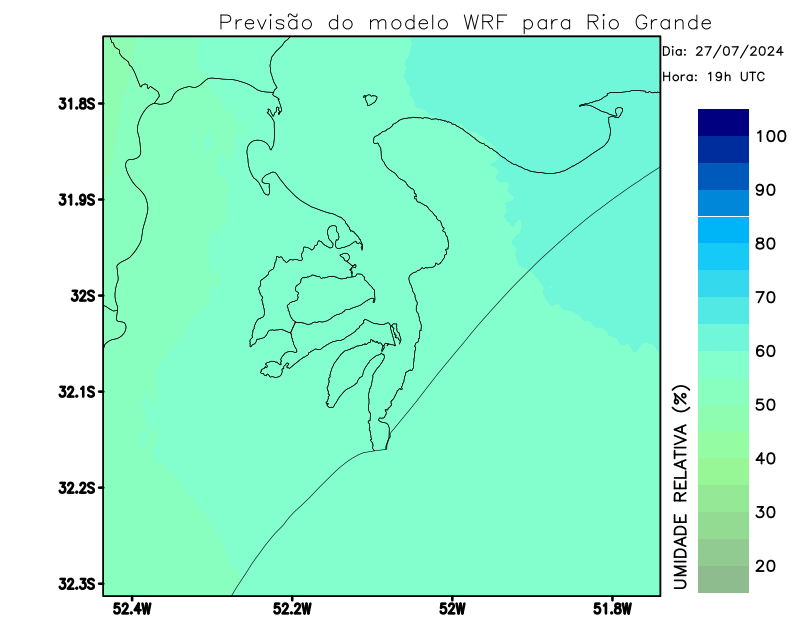 Previsão do modelo WRF para Rio Grande
Dia: 27/07/2024
Hora: 19h UTC
31.8S
31.9S
32S
32.1S
32.2S
32.3S
52.4W
52.2W
52W
51.8W
UMIDADE RELATIVA (%)
100
90
80
70
60
50
40
30
20